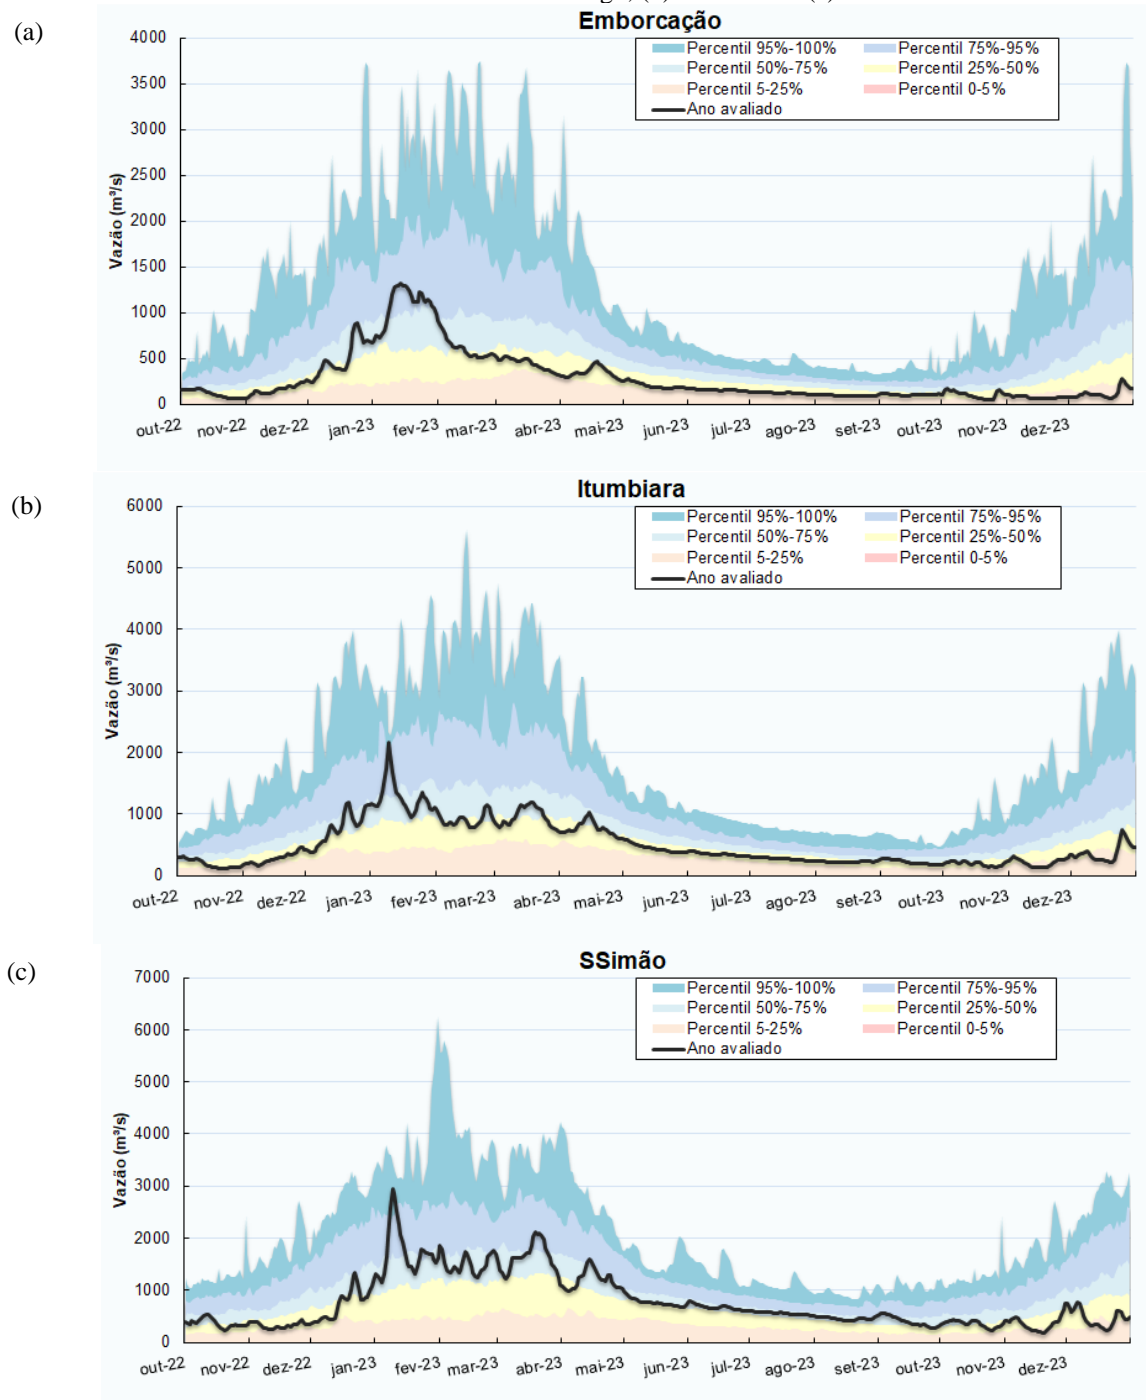 (a)
Emborcação
Percentil 95%-100% Percentil 75%-95%
Percentil 50%-75% Percentil 25%-50%
Percentil 5-25% Percentil 0-5%
Ano avaliado
Vazão (m³/s)
4000
3500
3000
2500
2000
1500
1000
500
0
out-22 nov-22 dez-22 jan-23 fev-23 mar-23 abr-23 mai-23 jun-23 jul-23 ago-23 set-23 out-23 nov-23 dez-23
(b)
Itumbiara
Percentil 95%-100% Percentil 75%-95%
Percentil 50%-75% Percentil 25%-50%
Percentil 5-25% Percentil 0-5%
Ano avaliado
Vazão (m³/s)
6000
5000
4000
3000
2000
1000
0
out-22 nov-22 dez-22 jan-23 fev-23 mar-23 abr-23 mai-23 jun-23 jul-23 ago-23 set-23 out-23 nov-23 dez-23
(c)
SSimão
Percentil 95%-100% Percentil 75%-95%
Percentil 50%-75% Percentil 25%-50%
Percentil 5-25% Percentil 0-5%
Ano avaliado
Vazão (m³/s)
7000
6000
5000
4000
3000
2000
1000
0
out-22 nov-22 dez-22 jan-23 fev-23 mar-23 abr-23 mai-23 jun-23 jul-23 ago-23 set-23 out-23 nov-23 dez-23